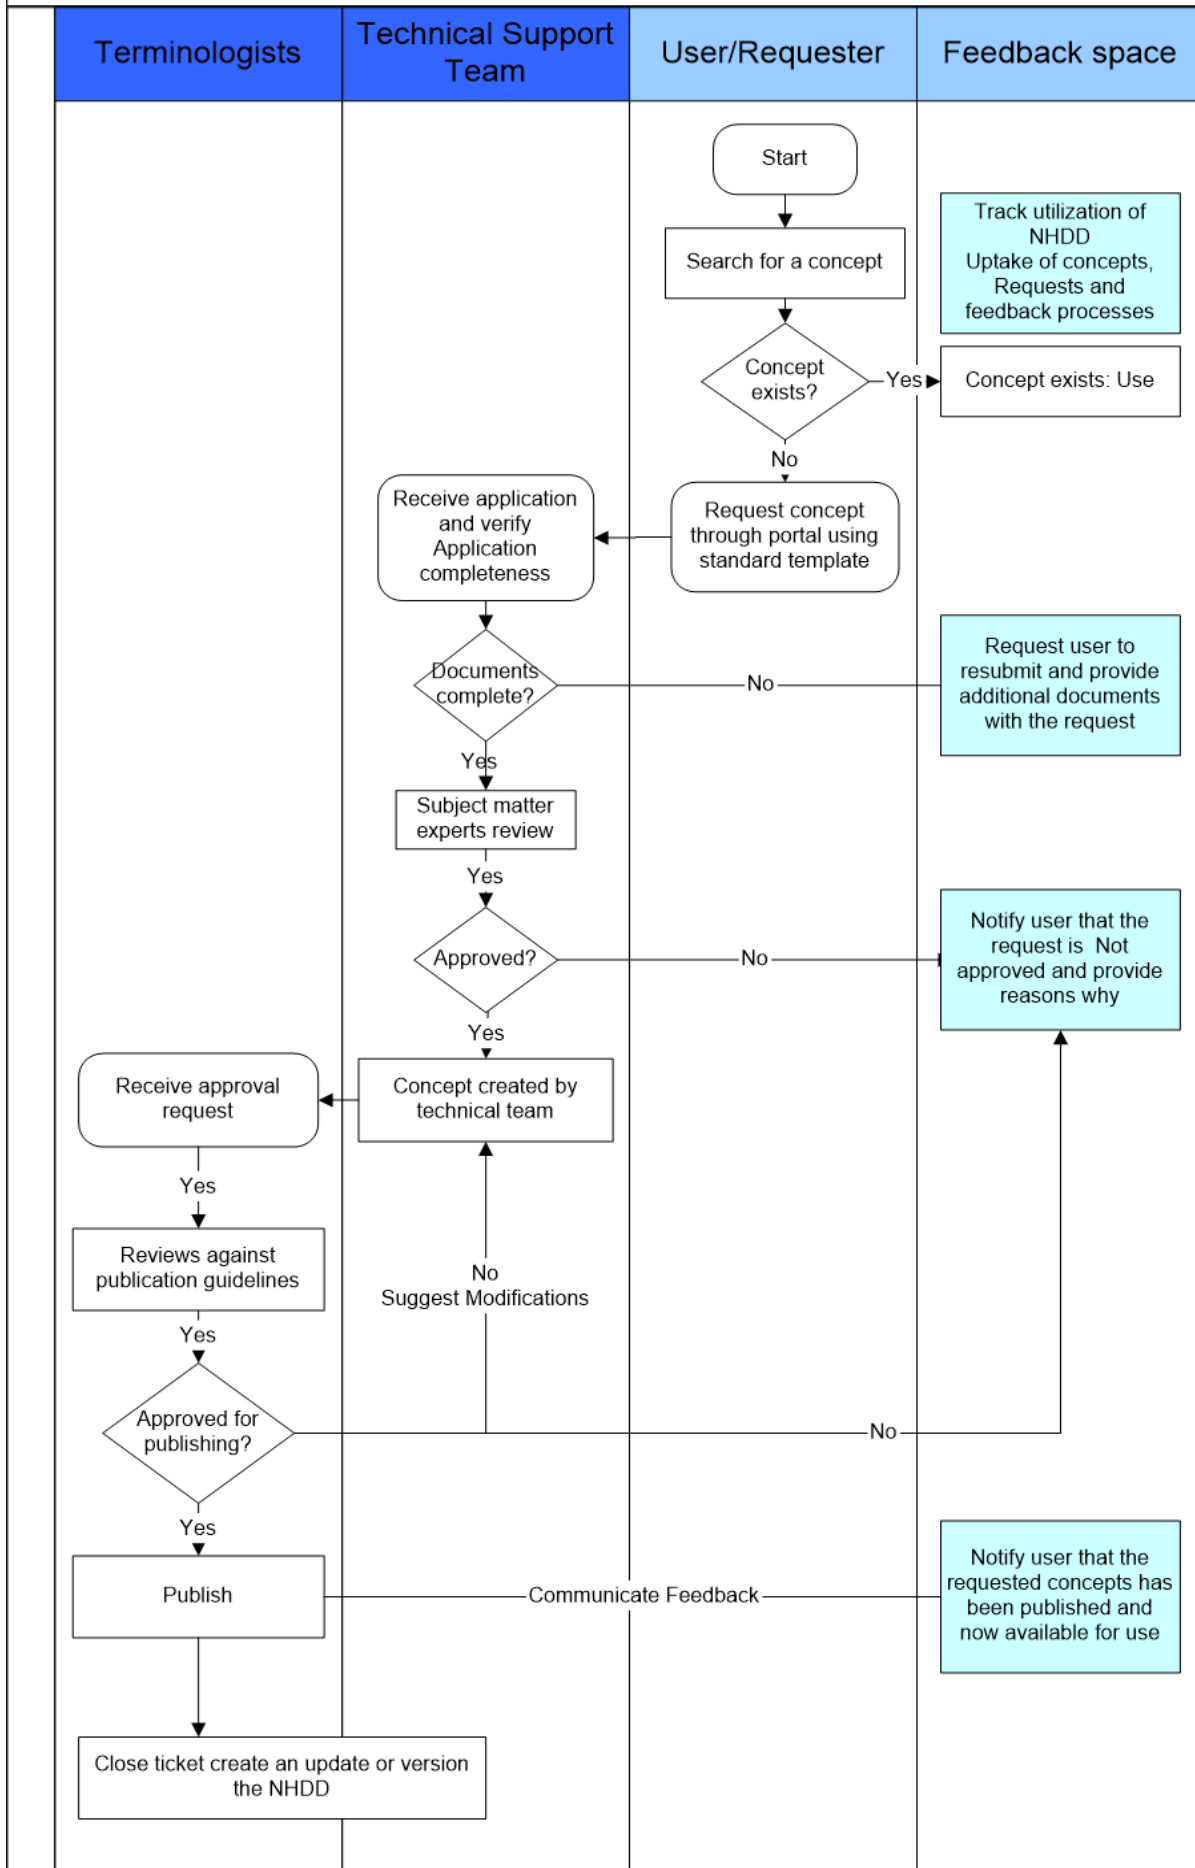 Terminologists
Technical Support
Team
User/Requester
Feedback space
Start
Track utilization of
NHDD
Uptake of concepts,
Requests and
feedback processes
Search for a concept
Concept
exists?
Yes
Concept exists: Use
No
Receive application
and verify
Application
completeness
Request concept
through portal using
standard template
Documents
complete?
No
Request user to
resubmit and provide
additional documents
with the request
Yes
Subject matter
experts review
Yes
Approved?
No
Notify user that the
request is  Not
approved and provide
reasons why
Yes
Receive approval
request
Concept created by
technical team
Yes
Reviews against
publication guidelines
No
Suggest Modifications
Yes
Approved for
publishing?
No
Yes
Publish
Communicate Feedback
Notify user that the
requested concepts has
been published and
now available for use
Close ticket create an update or version
the NHDD